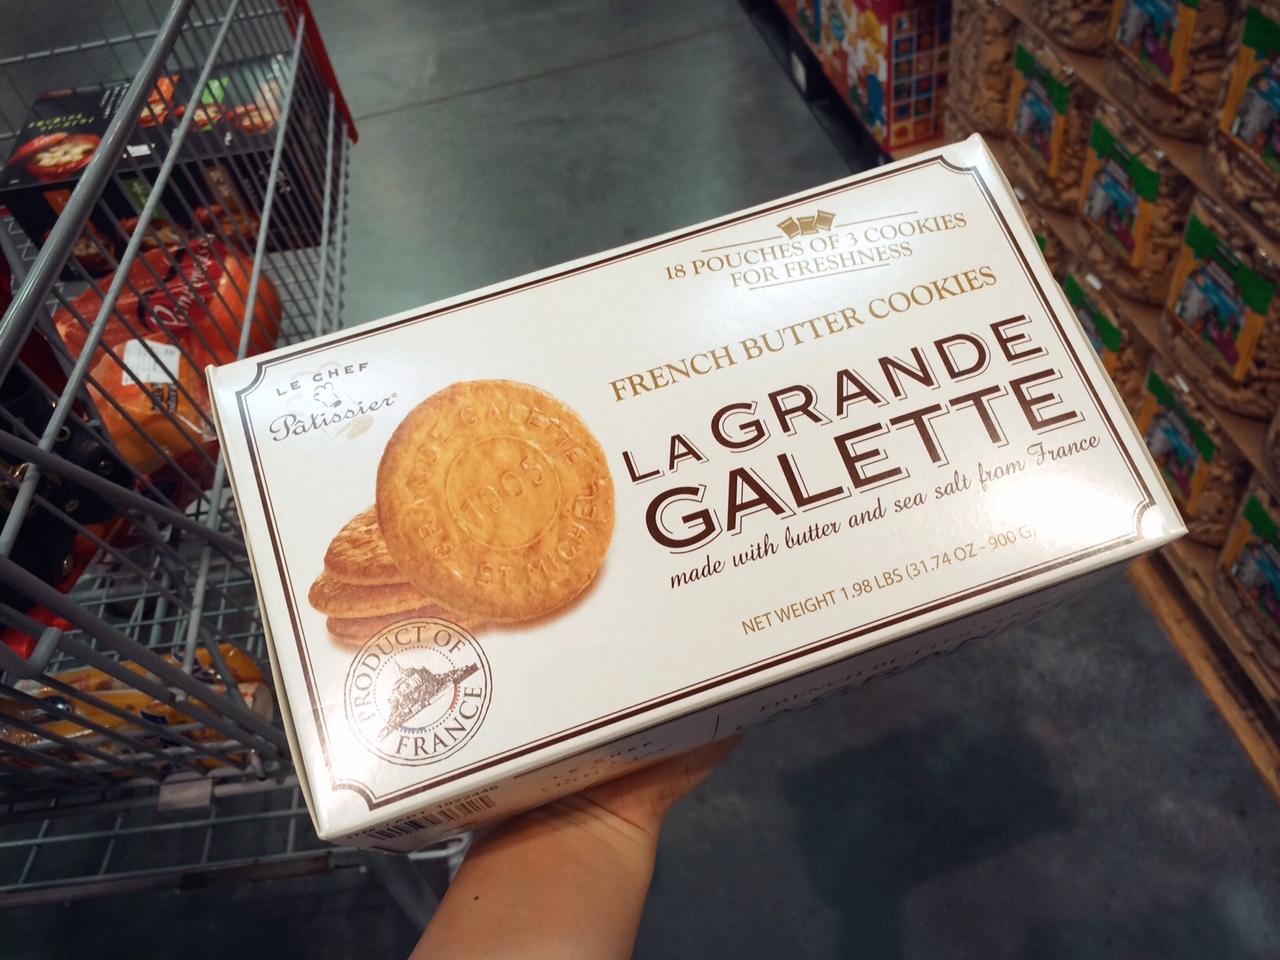 18 POUCHES OF 3 COOKIES
FOR FRESHNESS
FRENCH BUTTER COOKIES
LE CHEF
Pâtissier®
LA GRANDE
GALETTE
made with butter and sea salt from France
NET WEIGHT 1.98 LBS (31.74 OZ - 900 G)
GRANDE GALETTE
1905
ST MICHEL
PRODUCT OF
FRANCE
LE CHEF